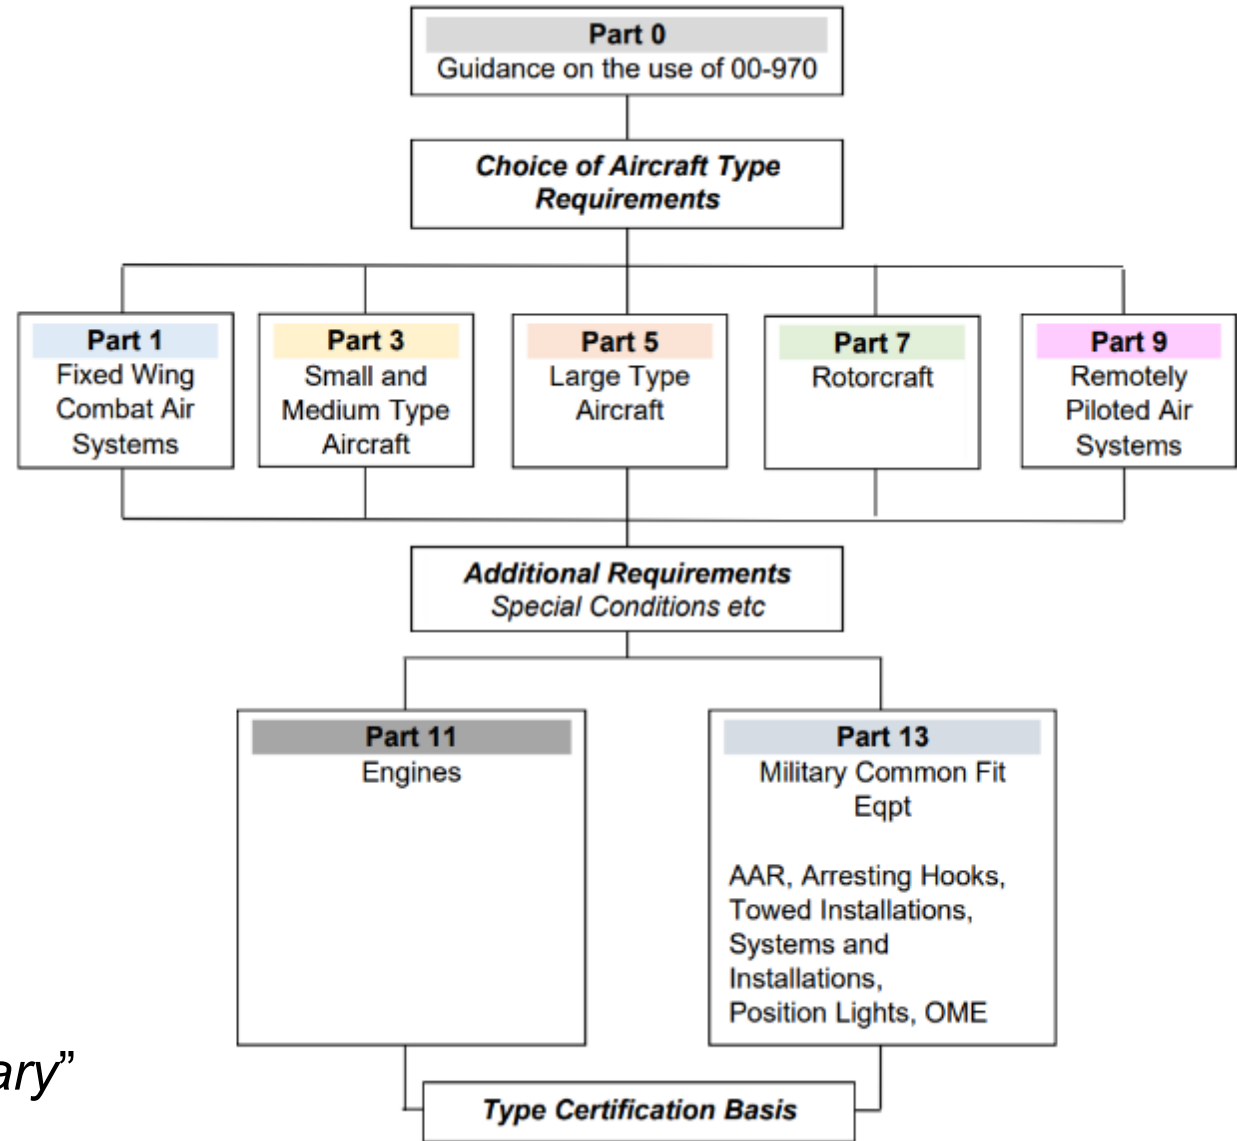 Part 0
Guidance on the use of 00-970
Choice of Aircraft Type
Requirements
Part 1
Fixed Wing
Combat Air
Systems
Part 3
Small and
Medium Type
Aircraft
Part 5
Large Type
Aircraft
Part 7
Rotorcraft
Part 9
Remotely
Piloted Air
Systems
Additional Requirements
Special Conditions etc
Part 11
Engines
Part 13
Military Common Fit
Eqpt
AAR, Arresting Hooks,
Towed Installations,
Systems and
Installations,
Position Lights, OME
ary”
Type Certification Basis